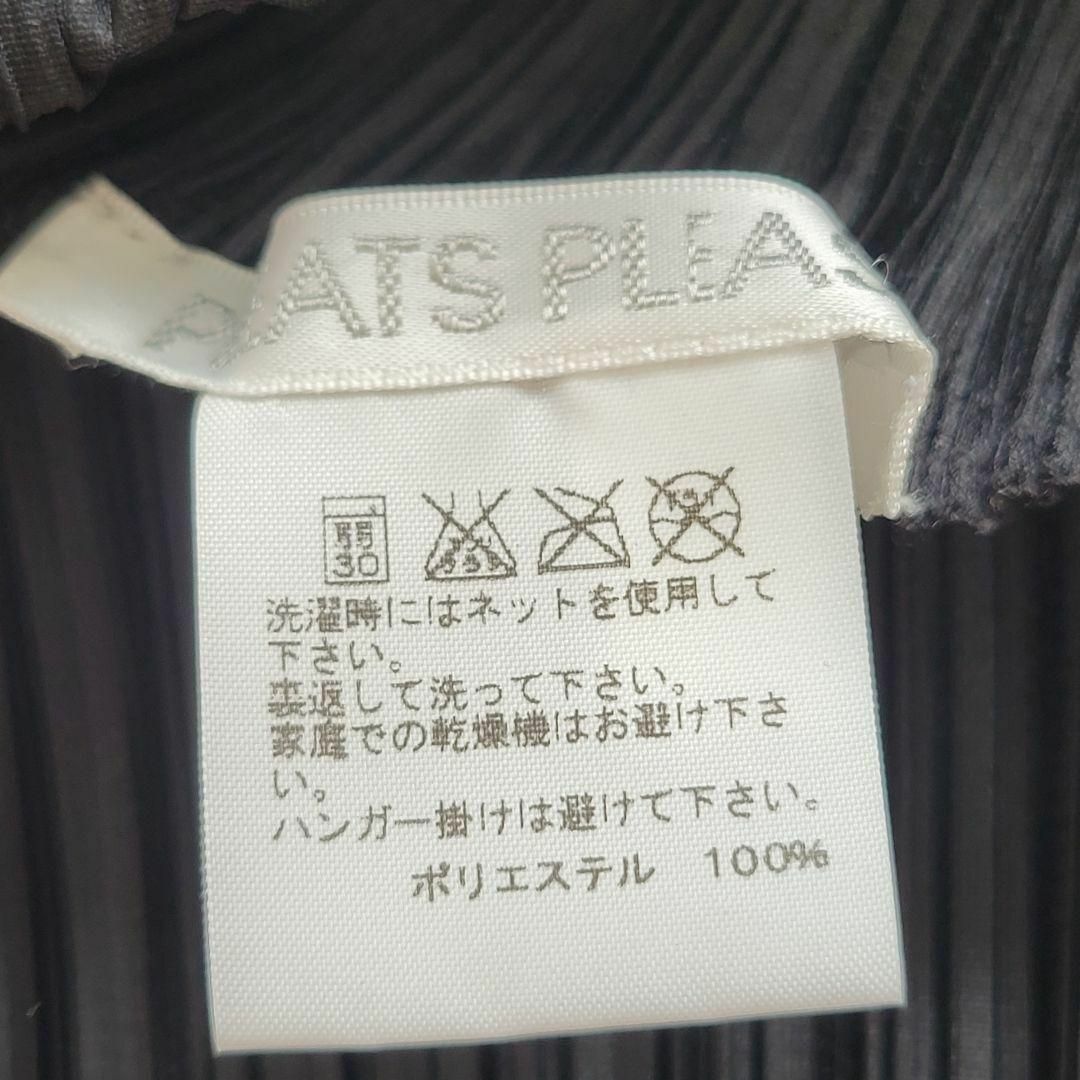 PLEATS PLEAS
弱
30
洗濯時にはネットを使用して
下さい。
裏返して洗って下さい。
家庭での乾燥機はお避け下さ
い。
ハンガー掛けは避けて下さい。
ポリエステル 100%